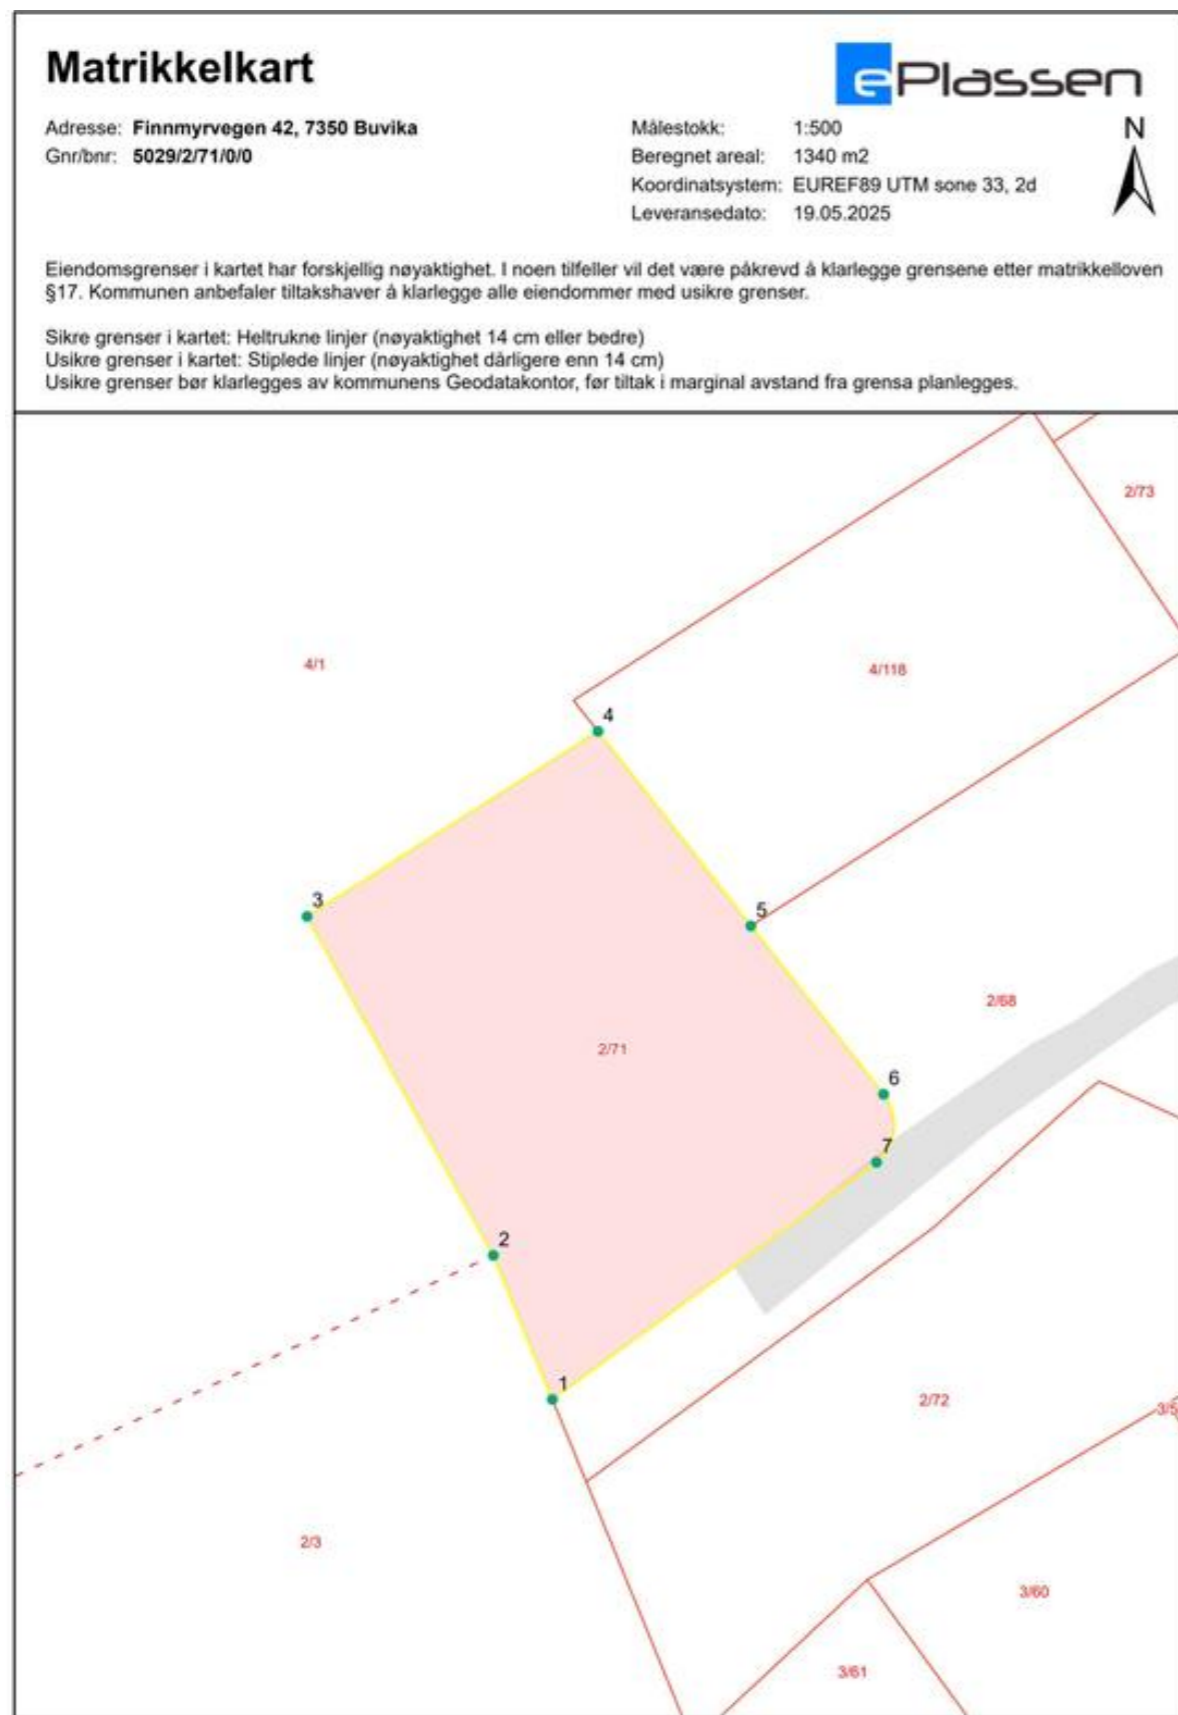 Matrikkelkart
ePlassen
Adresse: Finnmyrvegen 42, 7350 Buvika
Gnr/bnr: 5029/2/71/0/0
Målestokk: 1:500
Beregnet areal: 1340 m2
Koordinatsystem: EUREF89 UTM sone 33, 2d
Leveransedato: 19.05.2025
N
Eiendomsgrenser i kartet har forskjellig nøyaktighet. I noen tilfeller vil det være påkrevd å klarlegge grensene etter matrikkelloven
§17. Kommunen anbefaler tiltakshaver å klarlegge alle eiendommer med usikre grenser.
Sikre grenser i kartet: Heltrukne linjer (nøyaktighet 14 cm eller bedre)
Usikre grenser i kartet: Stiplede linjer (nøyaktighet dårligere enn 14 cm)
Usikre grenser bør klarlegges av kommunens Geodatakontor, før tiltak i marginal avstand fra grensa planlegges.
2/73
4/1
4/118
4
3
5
2/68
2/71
6
7
2
1
2/72
3/5
2/3
3/60
3/61